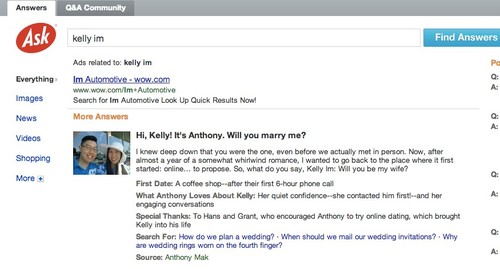 Answers
Q&A Community
Ask
kelly im
Find Answers
Ads related to: kelly im
Po
Everything
Im Automotive - wow.com
Q:
www.wow.com/Im+Automotive
A:
Images
Search for Im Automotive Look Up Quick Results Now!
News
More Answers
Q:
A:
Videos
Hi, Kelly! It's Anthony. Will you marry me?
Shopping
I knew deep down that you were the one, even before we actually met in person. Now, after
More
almost a year of a somewhat whirlwind romance, I wanted to go back to the place where it first
started: online... to propose. So, what do you say, Kelly Im: Will you be my wife?
Q:
First Date: A coffee shop--after their first 6-hour phone call
A:
What Anthony Loves About Kelly: Her quiet confidence--she contacted him first!--and her
engaging conversations
Special Thanks: To Hans and Grant, who encouraged Anthony to try online dating, which brought
Kelly into his life
Search For: How do we plan a wedding? · When should we mail our wedding invitations? · Why
Q:
are wedding rings worn on the fourth finger?
A:
Source: Anthony Mak